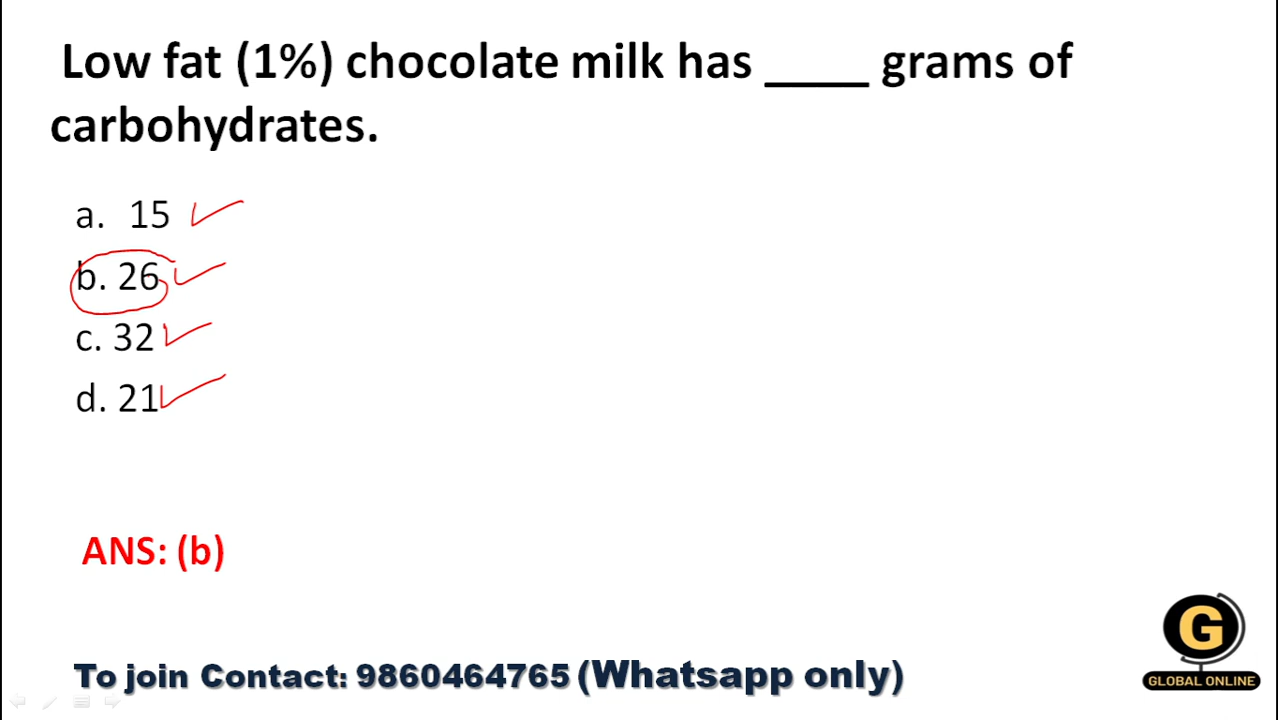 Low fat (1%) chocolate milk has ____ grams of
carbohydrates.
a. 15
b. 26
c. 32
d. 21
ANS: (b)
To join Contact: 9860464765 (Whatsapp only)
G
GLOBAL ONLINE